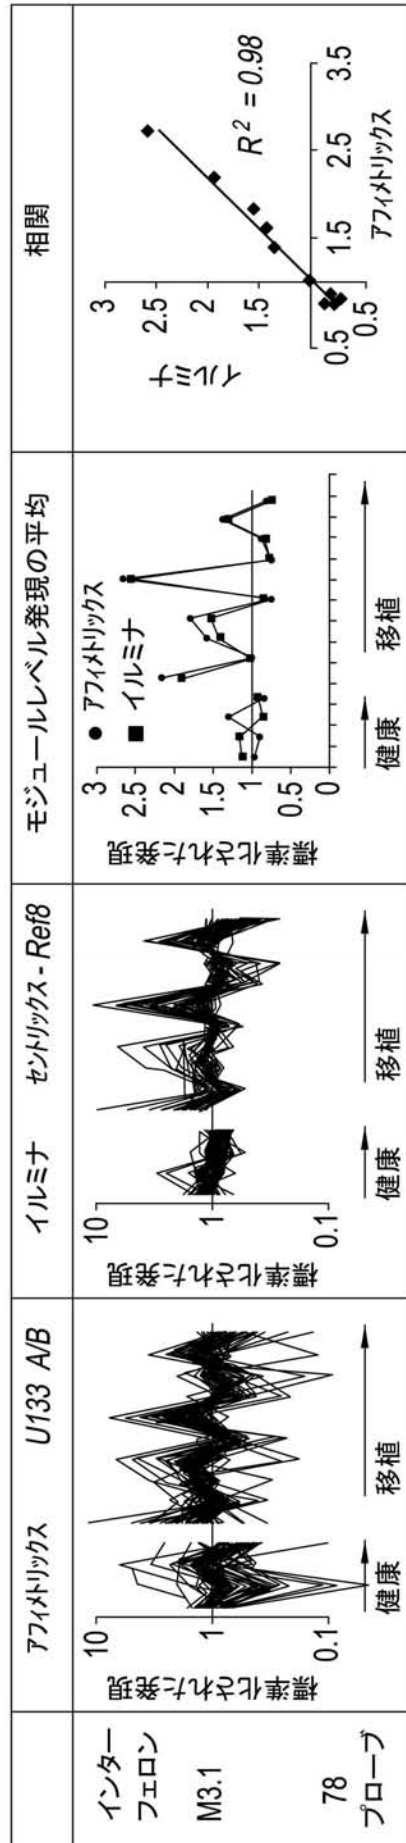 アフィメトリックス U133 A/B
イルミナ セントリックス - Ref8
モジュールレベル発現の平均
相関
インター
フェロン
M3.1
78
プローブ
標準化された発現
10
1
0.1
健康
移植
標準化された発現
10
1
0.1
健康
移植
標準化された発現
3
2.5
2
1.5
1
0.5
0
アフィメトリックス
イルミナ
健康
移植
イルミナ
3
2.5
2
1.5
0.5
0.5
1.5
2.5
3.5
R² = 0.98
アフィメトリックス